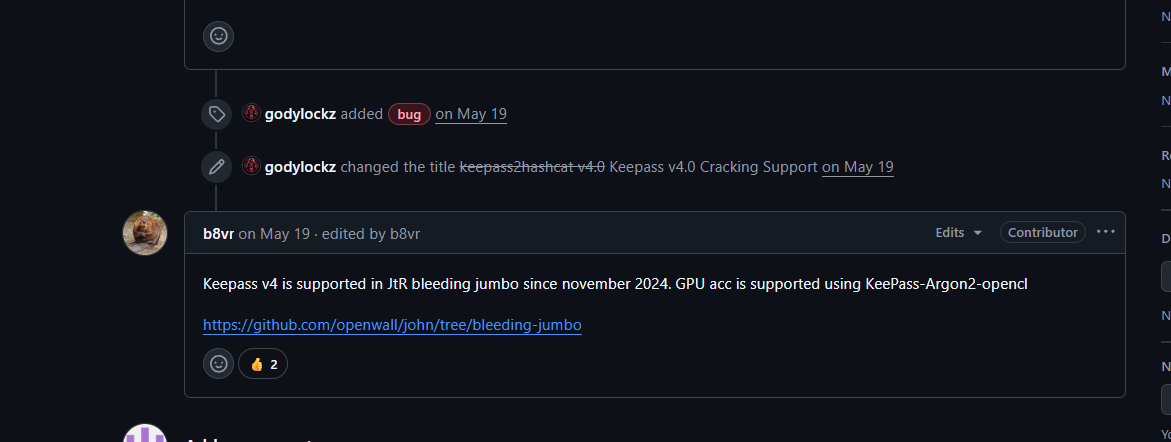 godylockz added bug on May 19
godylockz changed the title keepass2hashcat v4.0 Keepass v4.0 Cracking Support on May 19
b8vr on May 19 · edited by b8vr Edits Contributor
Keepass v4 is supported in JtR bleeding jumbo since november 2024. GPU acc is supported using KeePass-Argon2-opencl
https://github.com/openwall/john/tree/bleeding-jumbo
👍 2